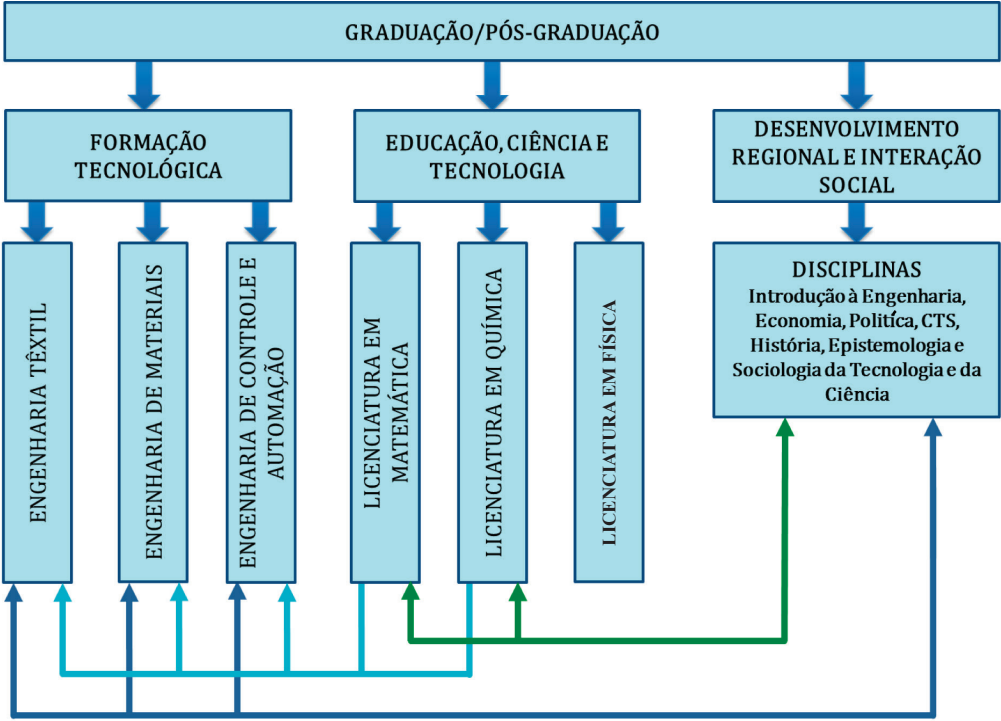 GRADUAÇÃO/PÓS-GRADUAÇÃO
FORMAÇÃO
TECNOLÓGICA
EDUCAÇÃO, CIÊNCIA E
TECNOLOGIA
DESENVOLVIMENTO
REGIONAL E INTERAÇÃO
SOCIAL
ENGENHARIA TÊXTIL
ENGENHARIA DE MATERIAIS
ENGENHARIA DE CONTROLE E
AUTOMAÇÃO
LICENCIATURA EM
MATEMÁTICA
LICENCIATURA EM QUÍMICA
LICENCIATURA EM FÍSICA
DISCIPLINAS
Introdução à Engenharia,
Economia, Política, CTS,
História, Epistemologia e
Sociologia da Tecnologia e da
Ciência